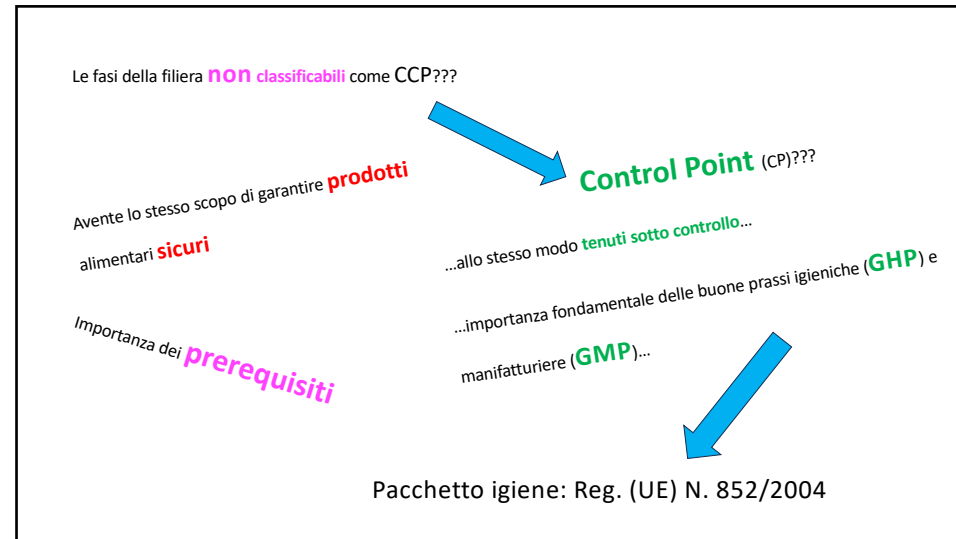 Le fasi della filiera non classificabili come CCP???
Control Point (CP)???
Avente lo stesso scopo di garantire prodotti
alimentari sicuri
...allo stesso modo tenuti sotto controllo...
...importanza fondamentale delle buone prassi igieniche (GHP) e
manifatturiere (GMP)...
Importanza dei prerequisiti
Pacchetto igiene: Reg. (UE) N. 852/2004